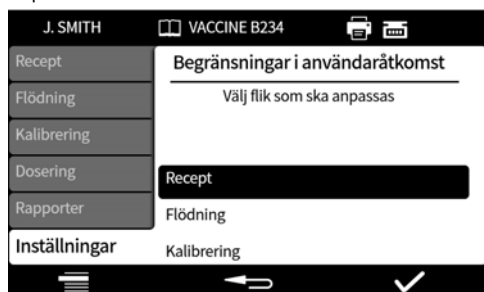 J. SMITH
VACCINE B234
Recept
Flödning
Kalibrering
Dosering
Rapporter
Inställningar
Begränsningar i användaråtkomst
Välj flik som ska anpassas
Recept
Flödning
Kalibrering